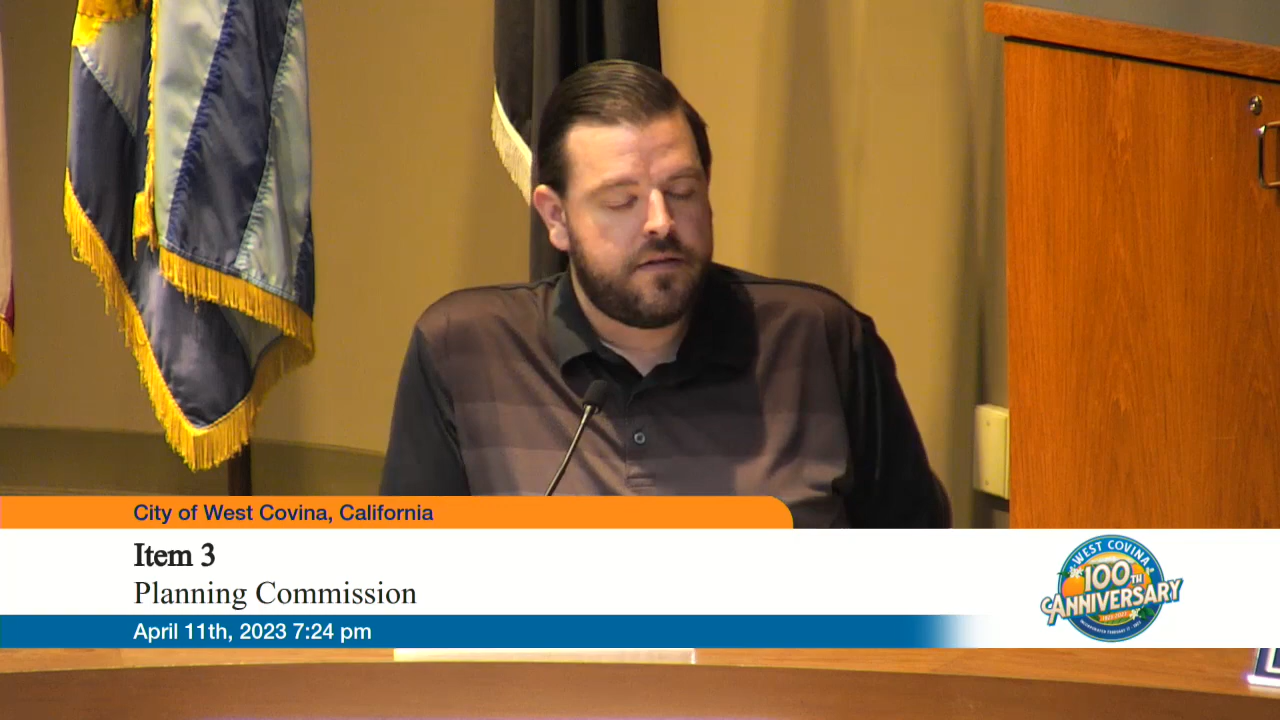 City of West Covina, California
Item 3
Planning Commission
April 11th, 2023 7:24 pm
WEST COVINA
100TH
ANNIVERSARY